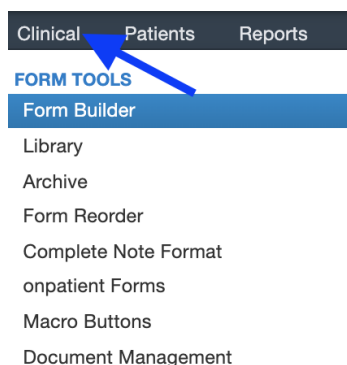 Clinical Patients Reports
FORM TOOLS
Form Builder
Library
Archive
Form Reorder
Complete Note Format
onpatient Forms
Macro Buttons
Document Management